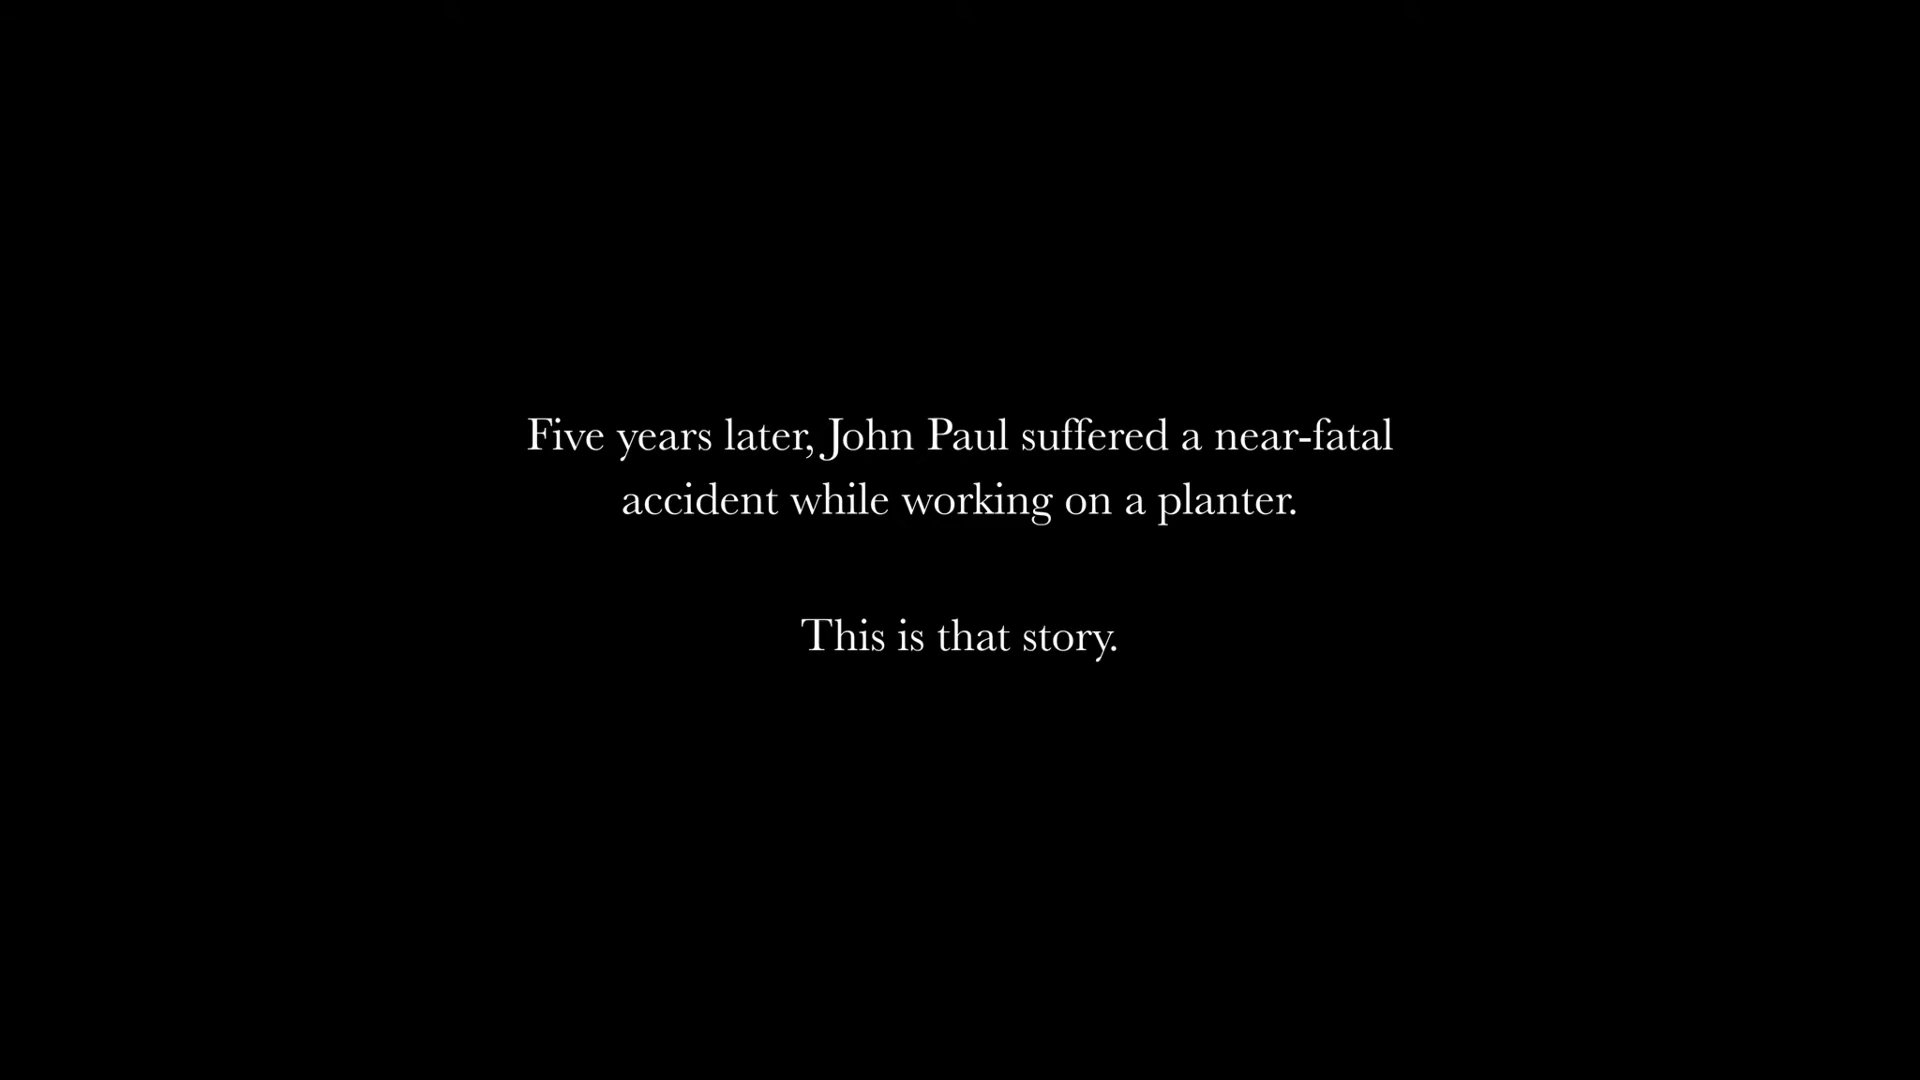 Five years later, John Paul suffered a near-fatal
accident while working on a planter.
This is that story.